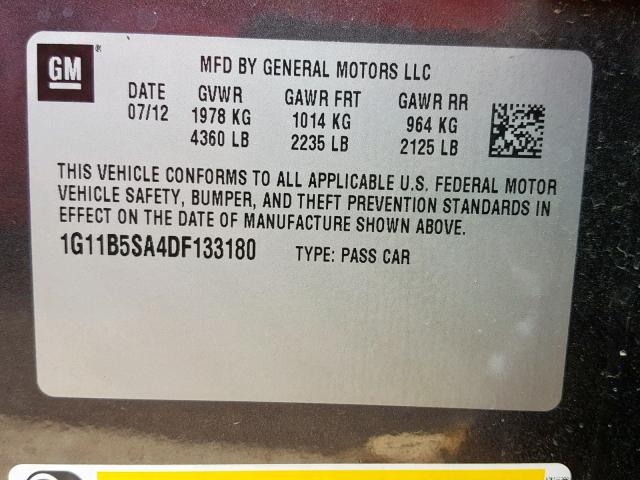 GM ®
MFD BY GENERAL MOTORS LLC
DATE GVWR GAWR FRT GAWR RR
07/12 1978 KG 1014 KG 964 KG
4360 LB 2235 LB 2125 LB
THIS VEHICLE CONFORMS TO ALL APPLICABLE U.S. FEDERAL MOTOR
VEHICLE SAFETY, BUMPER, AND THEFT PREVENTION STANDARDS IN
EFFECT ON THE DATE OF MANUFACTURE SHOWN ABOVE.
1G11B5SA4DF133180 TYPE: PASS CAR